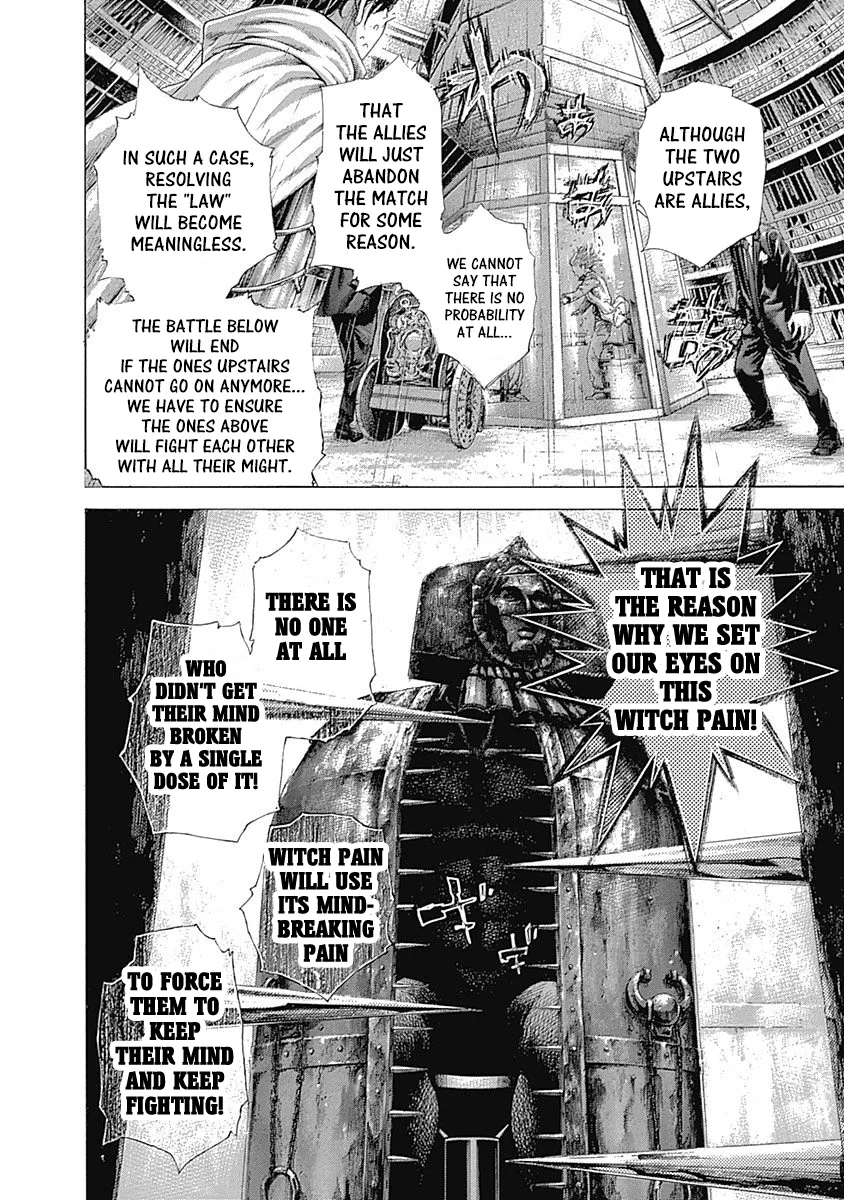 ALTHOUGH
THE TWO
UPSTAIRS
ARE ALLIES,
WE CANNOT
SAY THAT
THERE IS NO
PROBABILITY
AT ALL...
THAT
THE ALLIES
WILL JUST
ABANDON
THE MATCH
FOR SOME
REASON.
IN SUCH A CASE,
RESOLVING
THE "LAW"
WILL BECOME
MEANINGLESS.
THE BATTLE BELOW
WILL END
IF THE ONES UPSTAIRS
CANNOT GO ON ANYMORE...
WE HAVE TO ENSURE
THE ONES ABOVE
WILL FIGHT EACH OTHER
WITH ALL THEIR MIGHT.
THAT IS
THE REASON
WHY WE SET
OUR EYES ON
THIS
WITCH PAIN!
THERE IS
NO ONE
AT ALL
WHO
DIDN'T GET
THEIR MIND
BROKEN
BY A SINGLE
DOSE OF IT!
WITCH PAIN
WILL USE
ITS MIND-
BREAKING
PAIN
TO FORCE
THEM TO
KEEP
THEIR MIND
AND KEEP
FIGHTING!